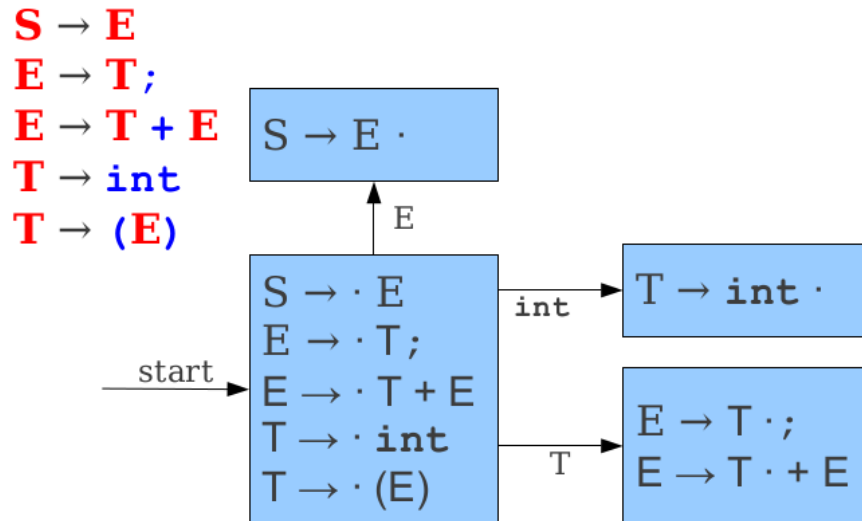 S → E
E → T;
E → T + E
T → int
T → (E)
S → E ·
E
S → · E
E → · T;
E → · T + E
T → · int
T → · (E)
start
int
T → int ·
T
E → T · ;
E → T · + E